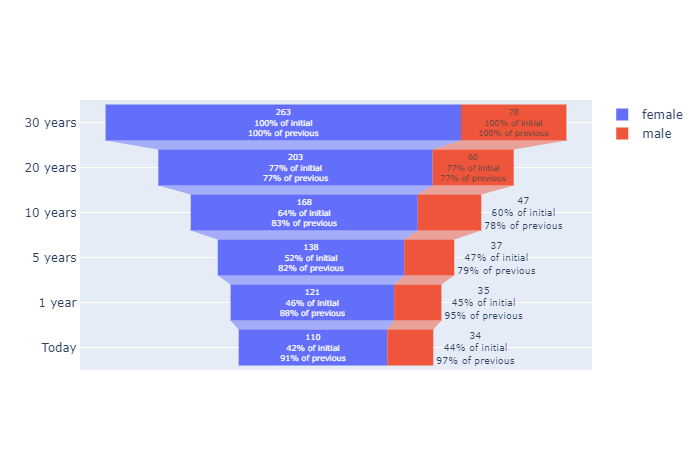 30 years
263
100% of initial
100% of previous
78
100% of initial
100% of previous
20 years
203
77% of initial
77% of previous
60
77% of initial
77% of previous
10 years
168
64% of initial
83% of previous
47
60% of initial
78% of previous
5 years
138
52% of initial
82% of previous
37
47% of initial
79% of previous
1 year
121
46% of initial
88% of previous
35
45% of initial
95% of previous
Today
110
42% of initial
91% of previous
34
44% of initial
97% of previous
female
male